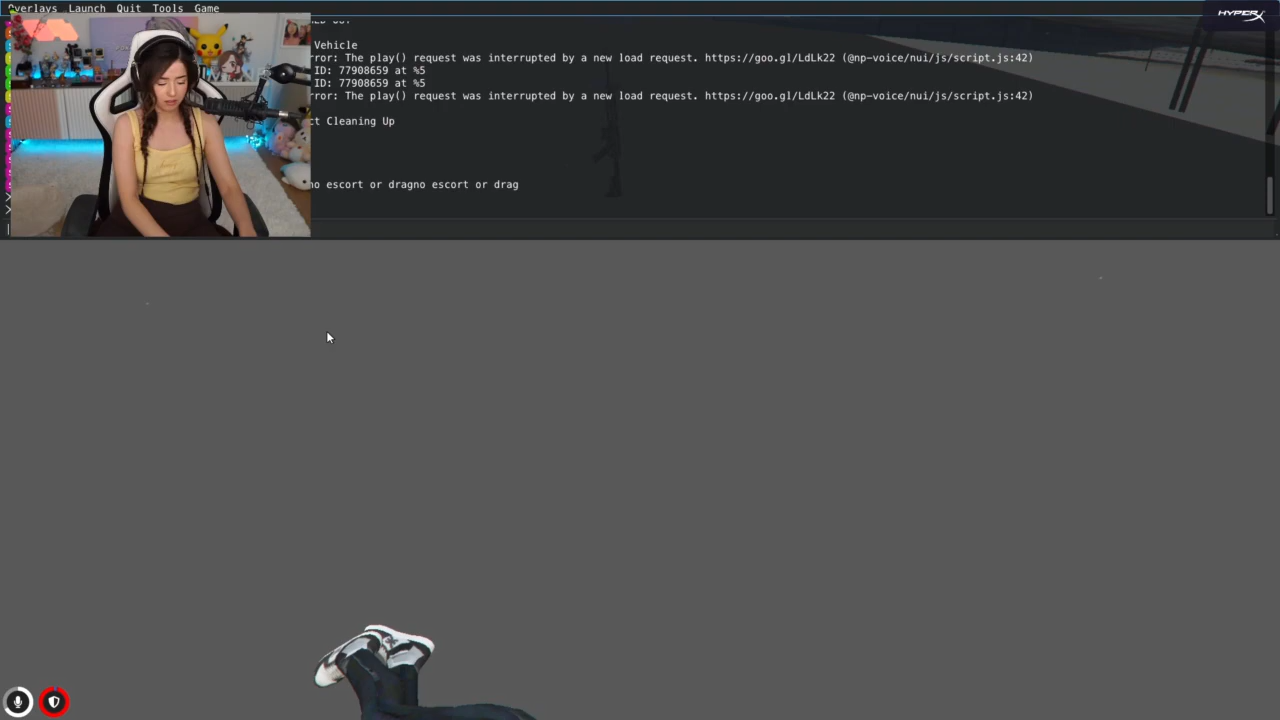 Overlays Launch Quit Tools Game
HYPERX
Vehicle
rror: The play() request was interrupted by a new load request. https://goo.gl/LdLk22 (@np-voice/nui/js/script.js:42)
ID: 77908659 at %5
ID: 77908659 at %5
rror: The play() request was interrupted by a new load request. https://goo.gl/LdLk22 (@np-voice/nui/js/script.js:42)
ct Cleaning Up
no escort or dragno escort or drag